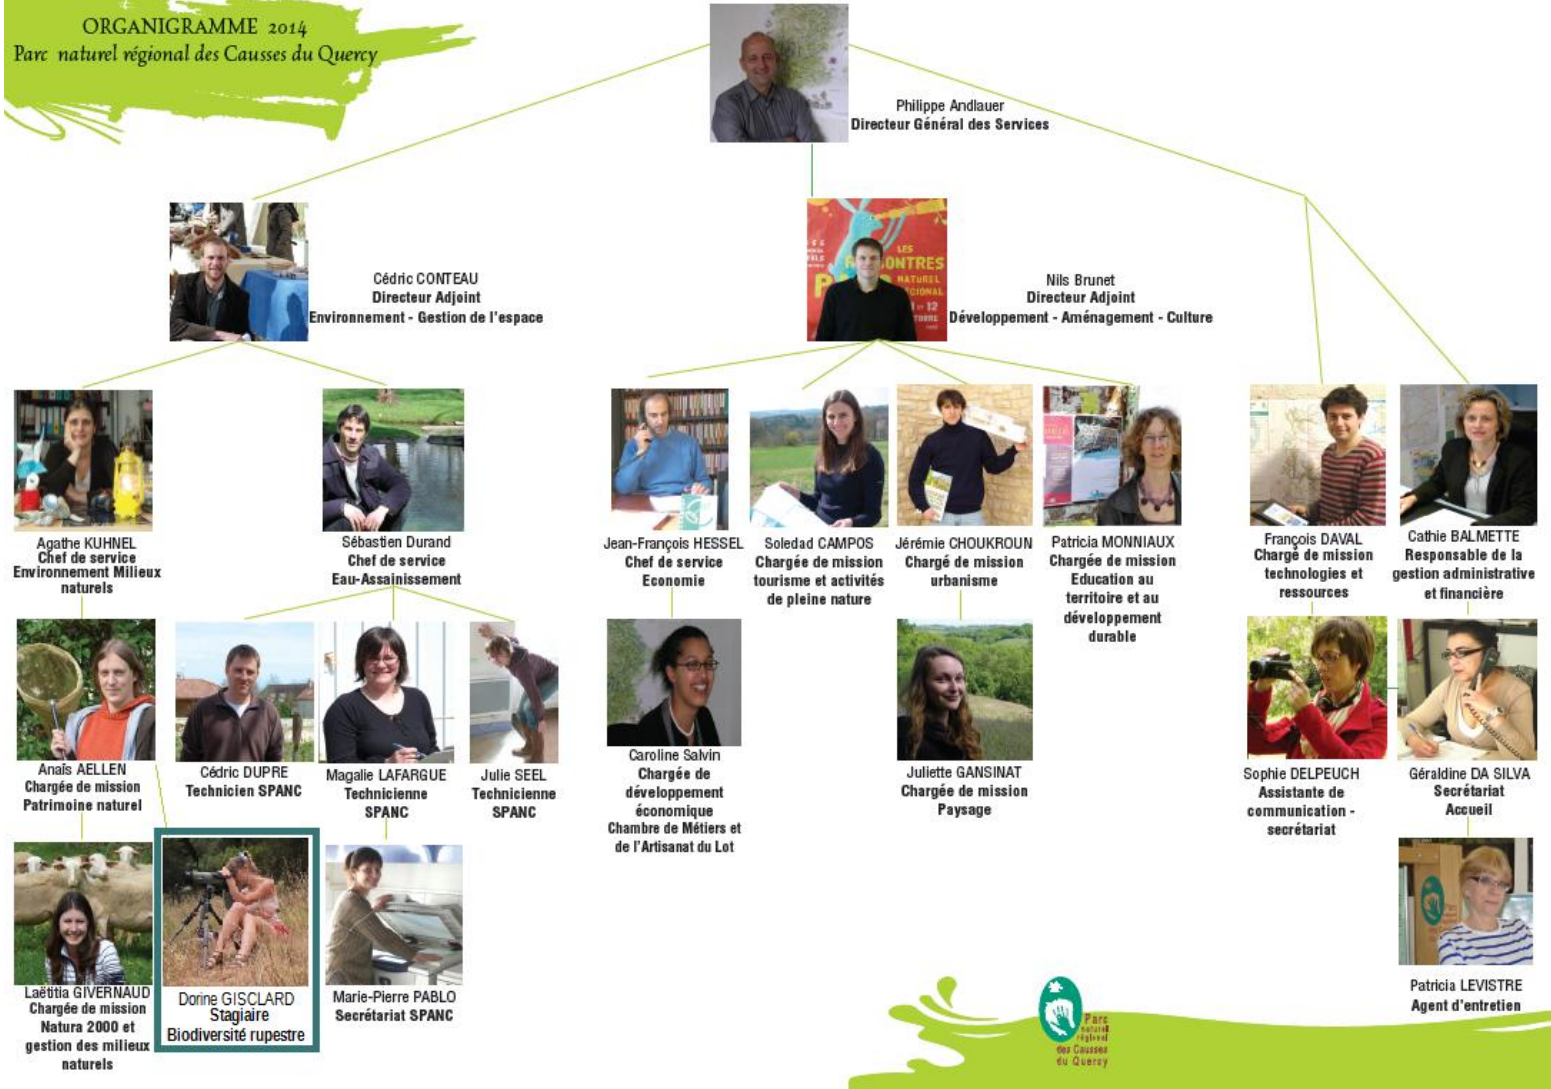 ORGANIGRAMME 2014
Parc naturel régional des Causses du Quercy
Philippe Andlauer
Directeur Général des Services
Cédric CONTEAU
Directeur Adjoint
Environnement - Gestion de l'espace
LES
NATUREL
Nils Brunet
Directeur Adjoint
Développement - Aménagement - Culture
Agathe KUHNEL
Chef de service
Environnement Milieux
naturels
Sébastien Durand
Chef de service
Eau-Assainissement
Jean-François HESSEL
Chef de service
Economie
Soledad CAMPOS
Chargée de mission
tourisme et activités
de pleine nature
Jérémie CHOUKROUN
Chargé de mission
urbanisme
Patricia MONNIAUX
Chargée de mission
Education au
territoire et au
développement
durable
François DAVAL
Chargé de mission
technologies et
ressources
Cathie BALMETTE
Responsable de la
gestion administrative
et financière
Anaïs AELLEN
Chargée de mission
Patrimoine naturel
Cédric DUPRE
Technicien SPANC
Magalie LAFARGUE
Technicienne
SPANC
Julie SEEL
Technicienne
SPANC
Caroline Salvin
Chargée de
développement
économique
Chambre de Métiers et
de l'Artisanat du Lot
Juliette GANSINAT
Chargée de mission
Paysage
Sophie DELPEUCH
Assistante de
communication -
secrétariat
Géraldine DA SILVA
Secrétariat
Accueil
Laëtitia GIVERNAUD
Chargée de mission
Natura 2000 et
gestion des milieux
naturels
Dorine GISCLARD
Stagiaire
Biodiversité rupestre
Marie-Pierre PABLO
Secrétariat SPANC
Patricia LEVISTRE
Agent d'entretien
Parc
naturel
régional
des Causses
du Quercy